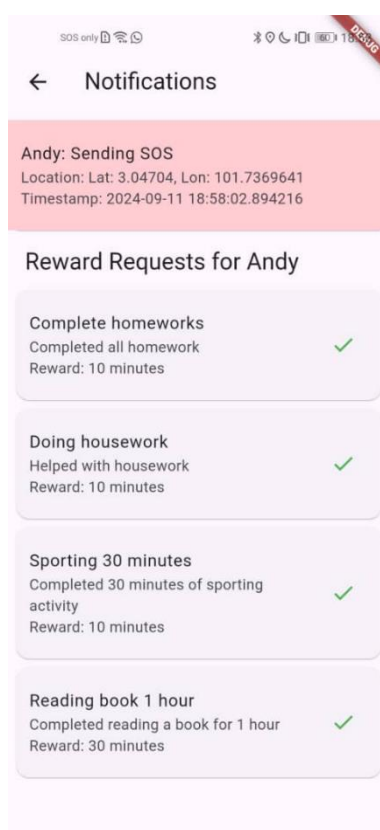 SOS only
DEBUG
Notifications
Andy: Sending SOS
Location: Lat: 3.04704, Lon: 101.7369641
Timestamp: 2024-09-11 18:58:02.894216
Reward Requests for Andy
Complete homeworks
Completed all homework
Reward: 10 minutes
Doing housework
Helped with housework
Reward: 10 minutes
Sporting 30 minutes
Completed 30 minutes of sporting
activity
Reward: 10 minutes
Reading book 1 hour
Completed reading a book for 1 hour
Reward: 30 minutes